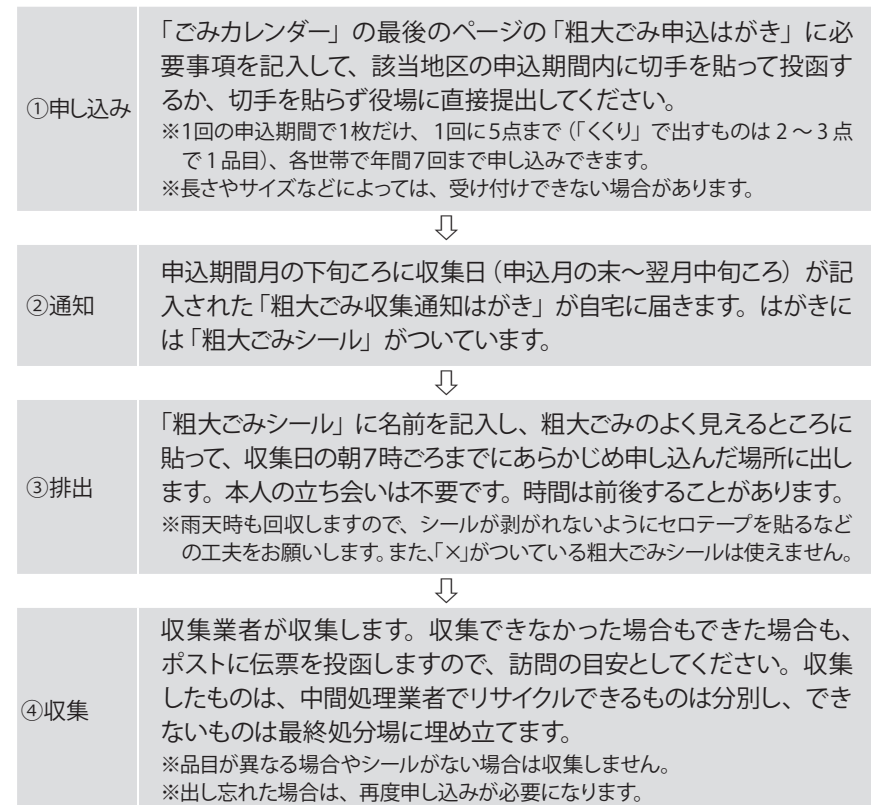 ①申し込み
「ごみカレンダー」の最後のページの「粗大ごみ申込はがき」に必
要事項を記入して、該当地区の申込期間内に切手を貼って投函す
るか、切手を貼らず役場に直接提出してください。
※1回の申込期間で1枚だけ、1回に5点まで(「くくり」で出すものは2～3点
で1品目)、各世帯で年間7回まで申し込みできます。
※長さやサイズなどによっては、受け付けできない場合があります。
⇩
②通知
申込期間月の下旬ころに収集日(申込月の末～翌月中旬ころ)が記
入された「粗大ごみ収集通知はがき」が自宅に届きます。はがきに
は「粗大ごみシール」がついています。
⇩
③排出
「粗大ごみシール」に名前を記入し、粗大ごみのよく見えるところに
貼って、収集日の朝7時ごろまでにあらかじめ申し込んだ場所に出し
ます。本人の立ち会いは不要です。時間は前後することがあります。
※雨天時も回収しますので、シールが剥がれないようにセロテープを貼るなど
の工夫をお願いします。また、「×」がついている粗大ごみシールは使えません。
⇩
④収集
収集業者が収集します。収集できなかった場合もできた場合も、
ポストに伝票を投函しますので、訪問の目安としてください。収集
したものは、中間処理業者でリサイクルできるものは分別し、でき
ないものは最終処分場に埋め立てます。
※品目が異なる場合やシールがない場合は収集しません。
※出し忘れた場合は、再度申し込みが必要になります。